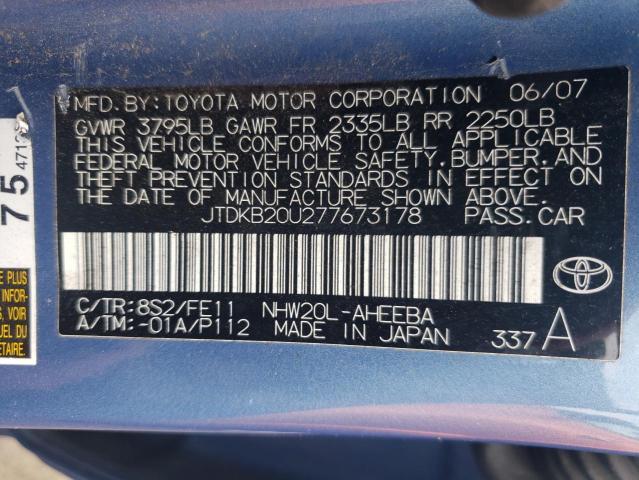 MFD. BY: TOYOTA MOTOR CORPORATION 06/07
GVWR 3795LB GAWR FR 2335LB RR 2250LB
THIS VEHICLE CONFORMS TO ALL APPLICABLE
FEDERAL MOTOR VEHICLE SAFETY, BUMPER, AND
THEFT PREVENTION STANDARDS IN EFFECT ON
THE DATE OF MANUFACTURE SHOWN ABOVE.
JTDKB20U277673178 PASS. CAR
C/TR: 8S2/FE11 NHW20L-AHEEBA
A/TM: -01A/P112 MADE IN JAPAN 337 A
75
E PLUS
INFOR-
S, VOIR
DU